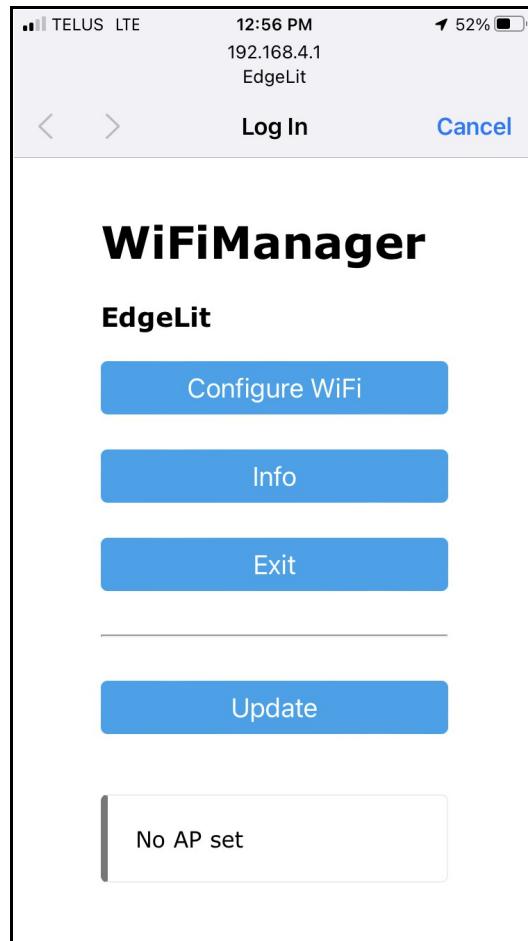 TELUS LTE 12:56 PM 52%
192.168.4.1
EdgeLit
Log In Cancel
WiFiManager
EdgeLit
Configure WiFi
Info
Exit
Update
No AP set